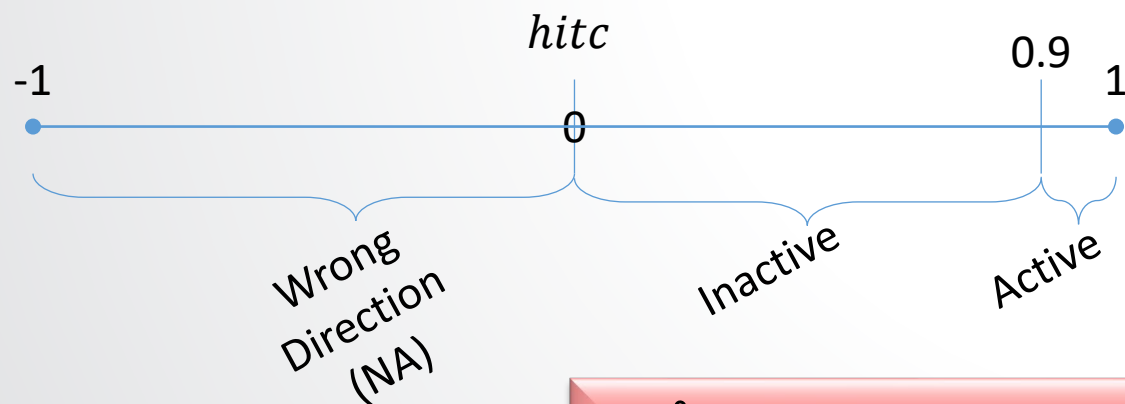 hitc
-1
0
0.9
1
Wrong
Direction
(NA)
Inactive
Active